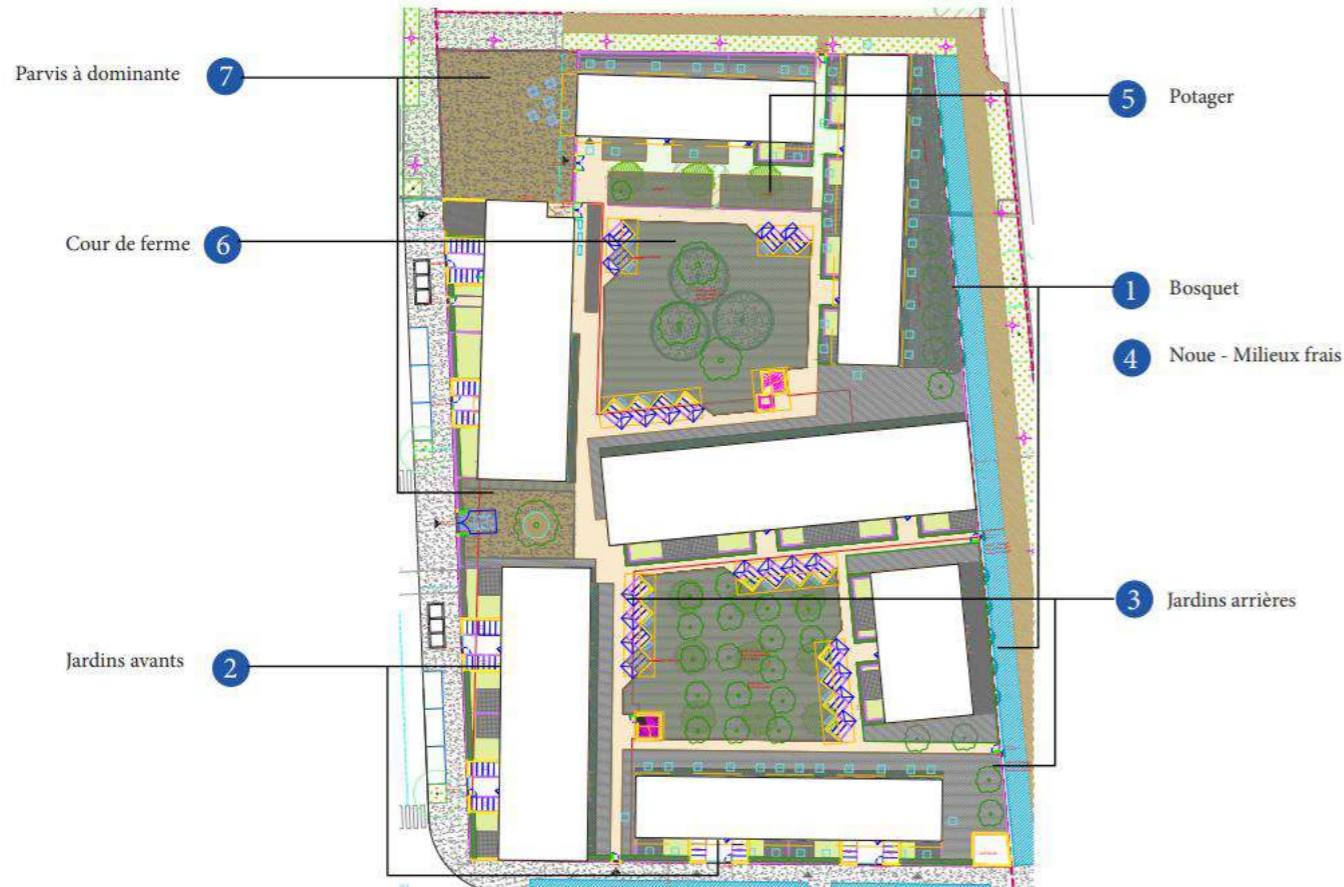 Parvis à dominante
7
5
Potager
Cour de ferme
6
1
Bosquet
4
Noue - Milieux frais
3
Jardins arrières
Jardins avants
2